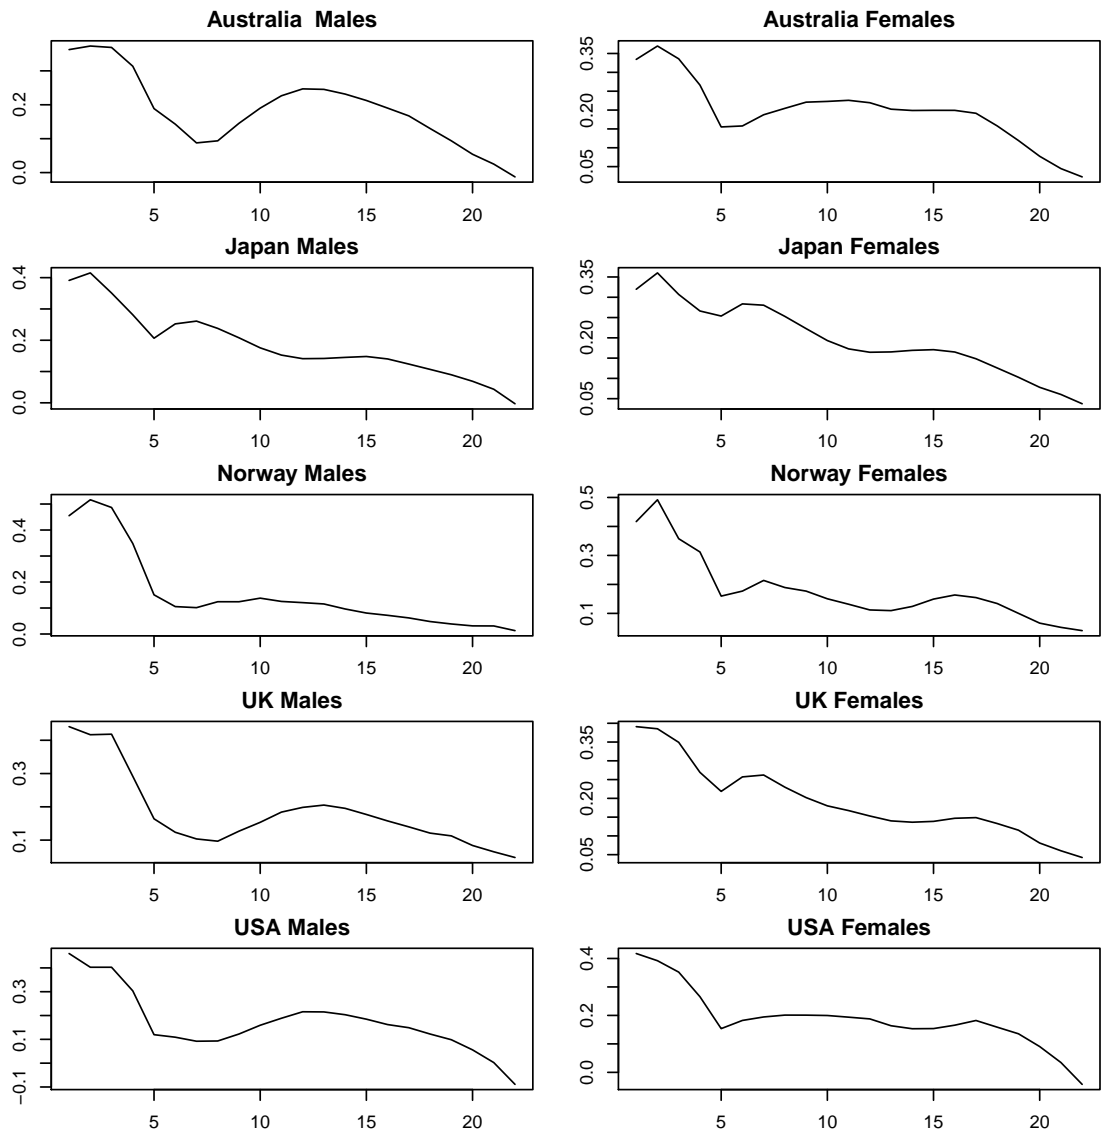 Australia  Males
0.0 0.2
5 10 15 20
Australia Females
0.05 0.20 0.35
5 10 15 20
Japan Males
0.0 0.2 0.4
5 10 15 20
Japan Females
0.05 0.20 0.35
5 10 15 20
Norway Males
0.0 0.2 0.4
5 10 15 20
Norway Females
0.1 0.3 0.5
5 10 15 20
UK Males
0.1 0.3
5 10 15 20
UK Females
0.05 0.20 0.35
5 10 15 20
USA Males
−0.1 0.1 0.3
5 10 15 20
USA Females
0.0 0.2 0.4
5 10 15 20